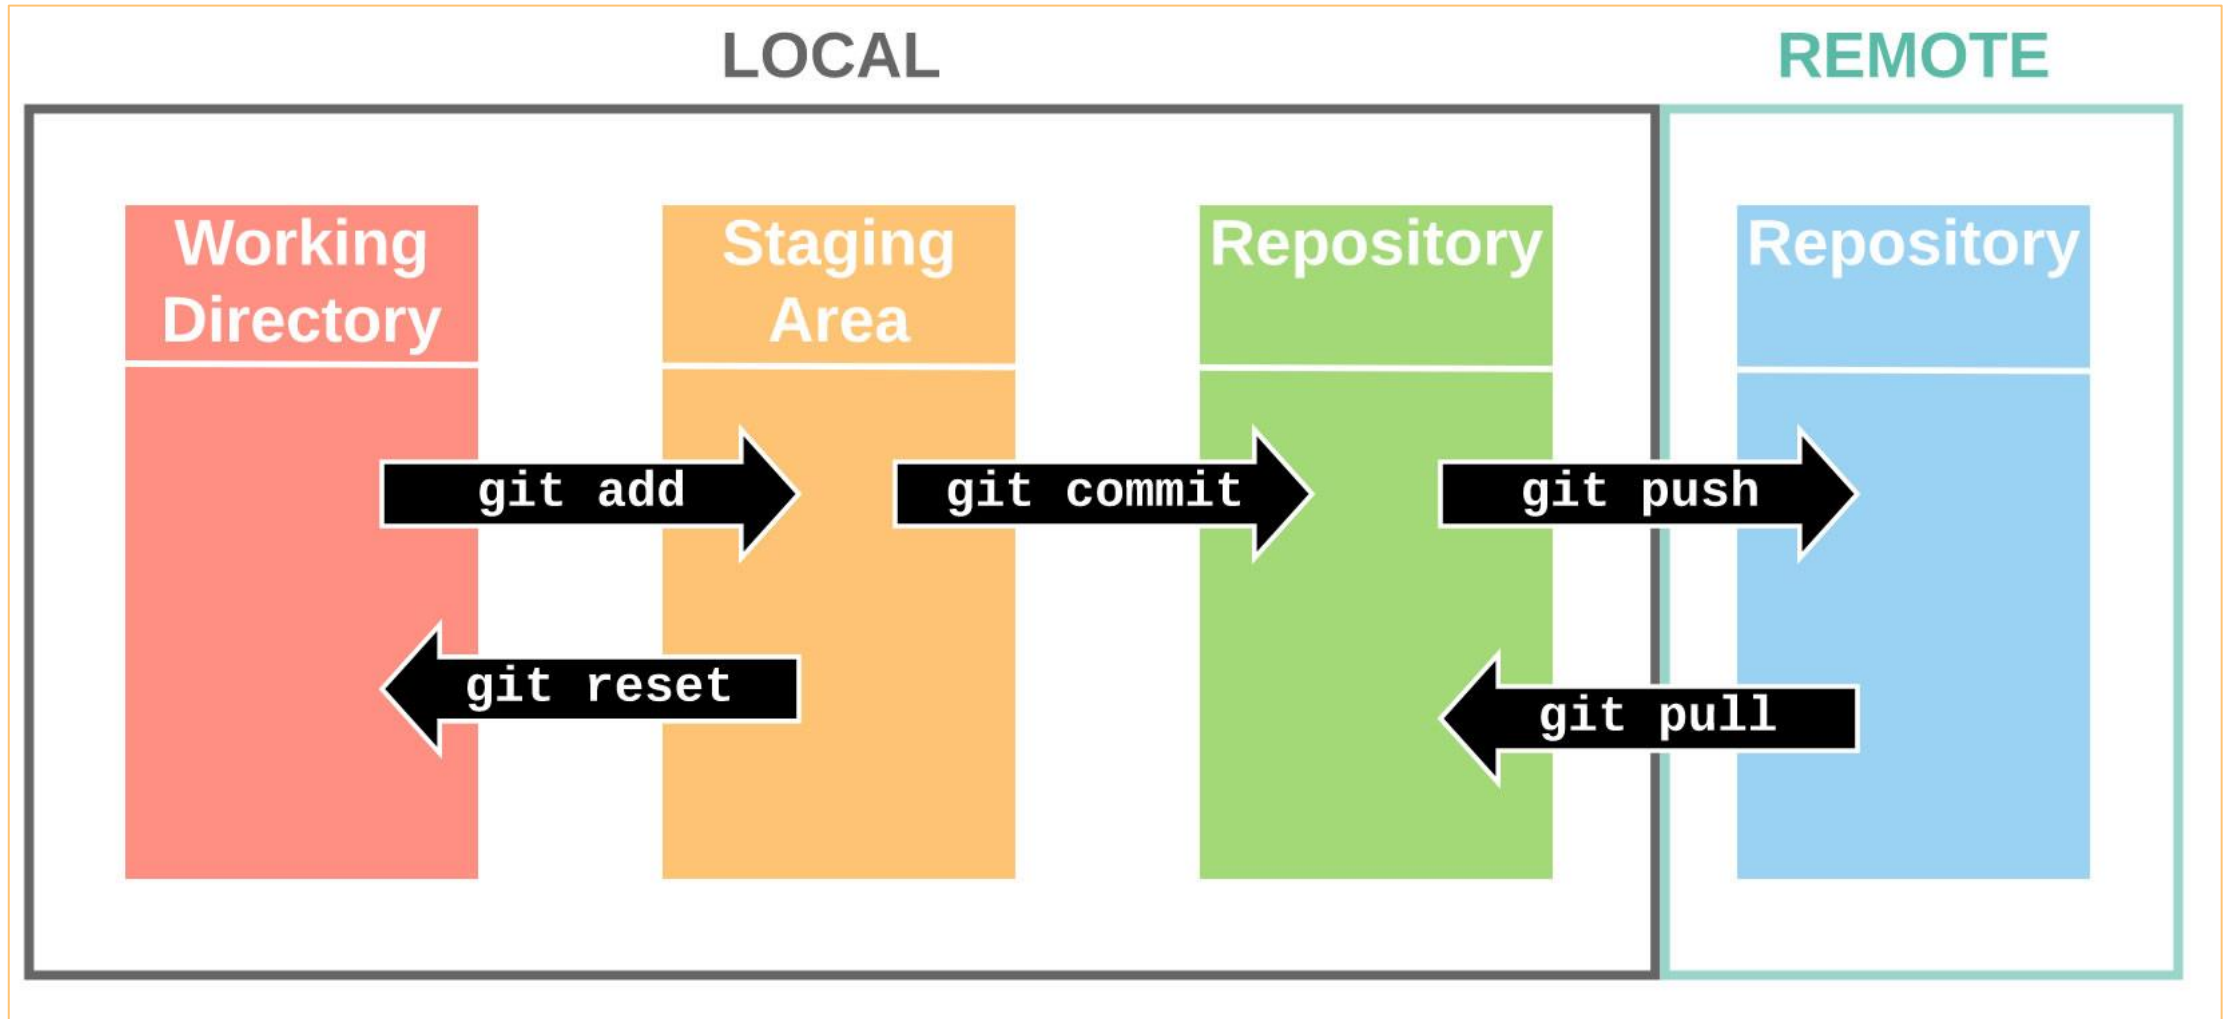 LOCAL
REMOTE
Working
Directory
Staging
Area
Repository
Repository
git add
git commit
git push
git reset
git pull